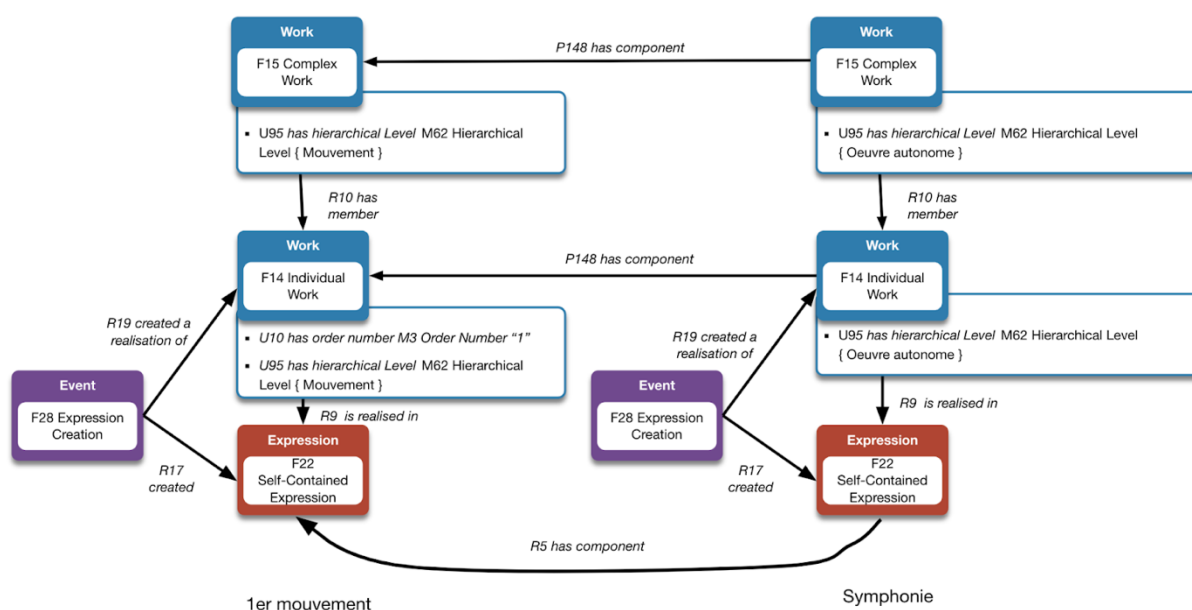 Work
F15 Complex
Work
P148 has component
Work
F15 Complex
Work
▪ U95 has hierarchical Level M62 Hierarchical
Level { Mouvement }
▪ U95 has hierarchical Level M62 Hierarchical Level
{ Oeuvre autonome }
R10 has
member
R10 has
member
Work
F14 Individual
Work
P148 has component
Work
F14 Individual
Work
R19 created a
realisation of
▪ U10 has order number M3 Order Number “1”
▪ U95 has hierarchical Level M62 Hierarchical
Level { Mouvement }
R19 created a
realisation of
▪ U95 has hierarchical Level M62 Hierarchical Level
{ Oeuvre autonome }
Event
F28 Expression
Creation
R9 is realised in
Event
F28 Expression
Creation
R9 is realised in
R17
created
Expression
F22
Self-Contained
Expression
R17
created
Expression
F22
Self-Contained
Expression
R5 has component
1er mouvement
Symphonie